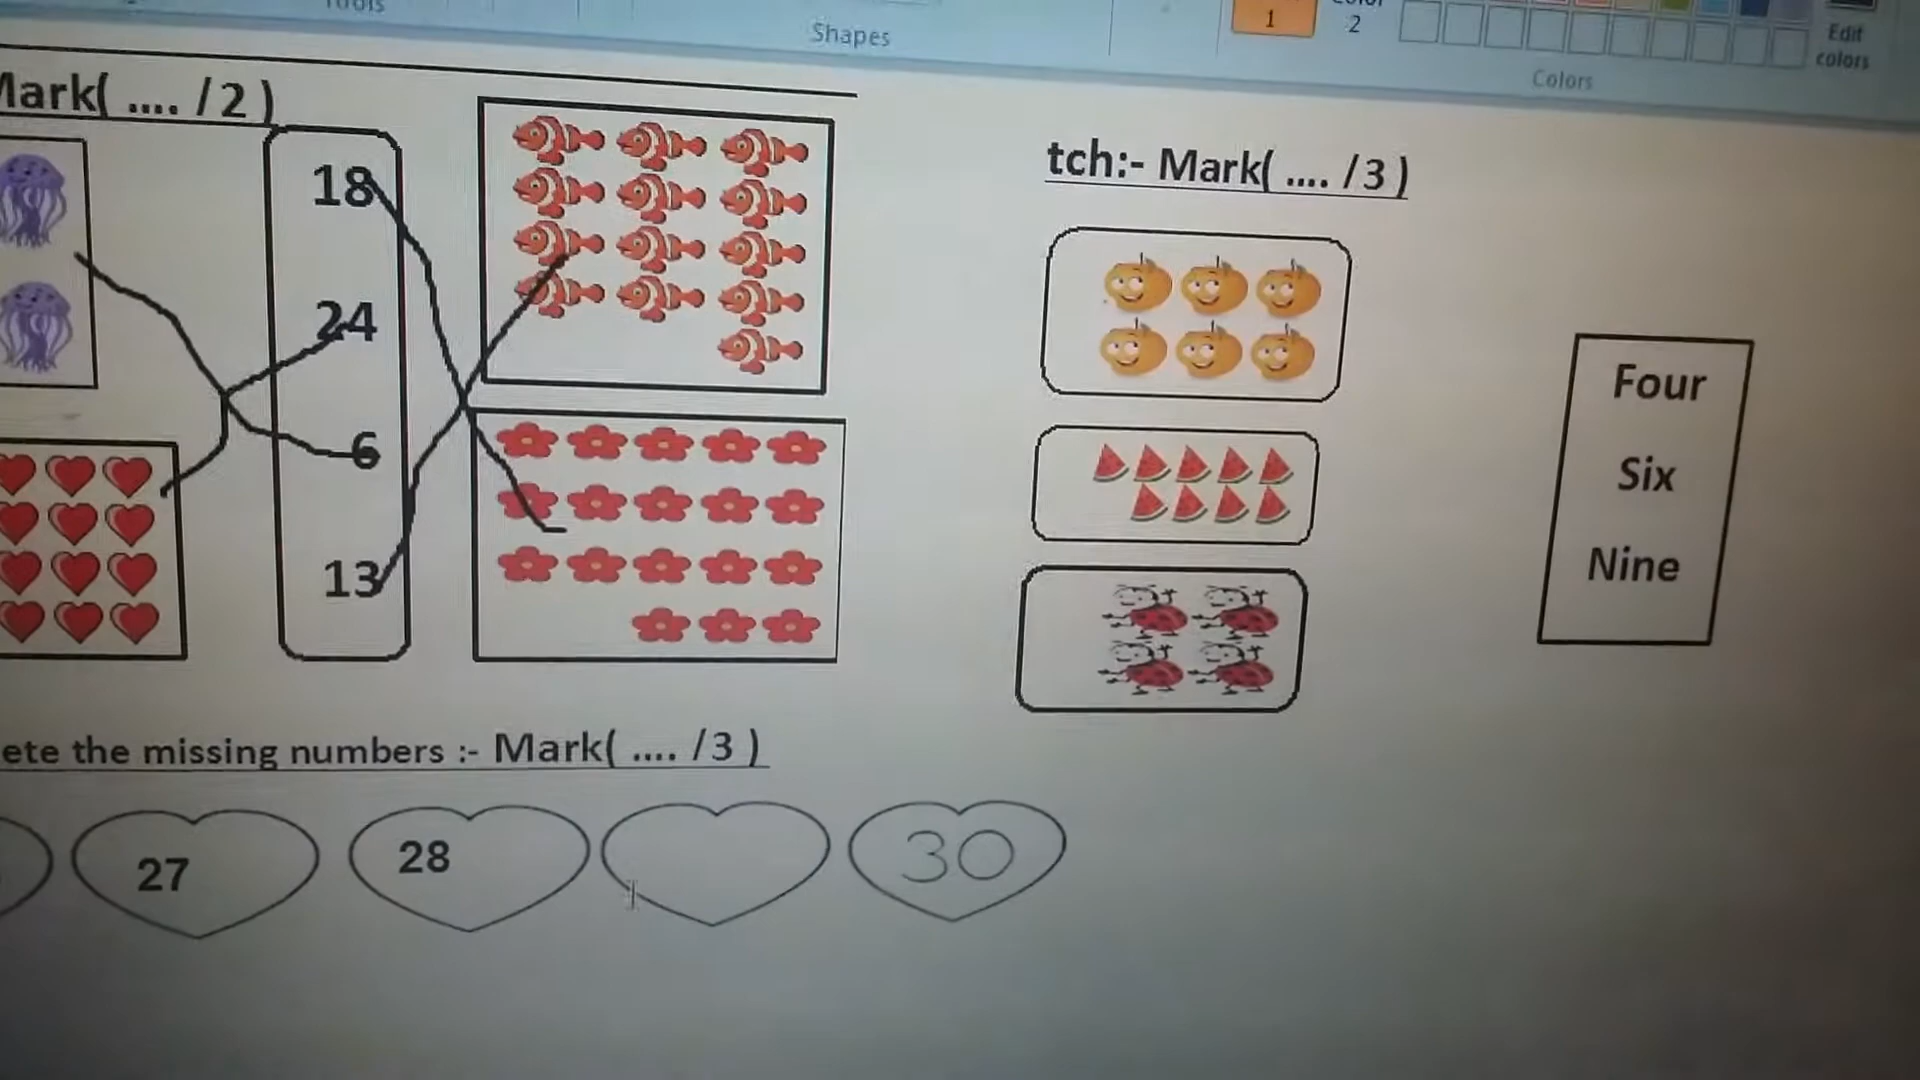 Tools
Shapes
1
2
Edit
colors
Colors
Mark( .... /2 )
18
24
6
13
tch:- Mark( .... /3 )
Four
Six
Nine
ete the missing numbers :- Mark( .... /3 )
27
28
30